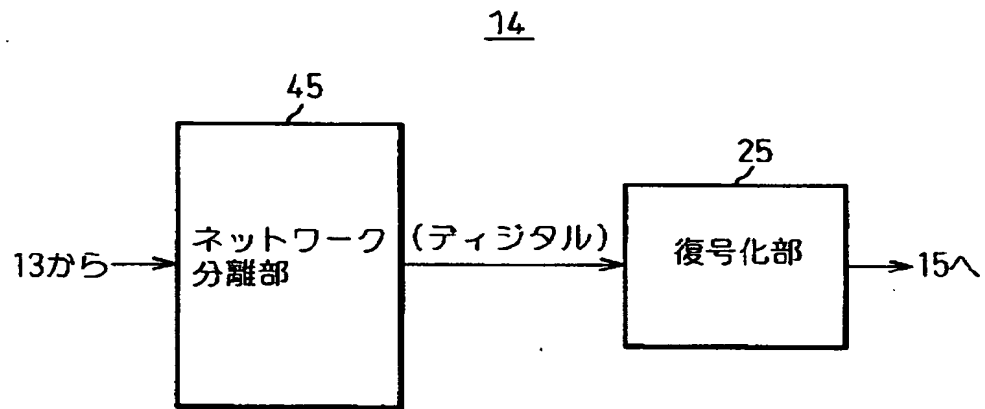 14
45
25
ネットワーク
分離部
(ディジタル)
復号化部
13から
15へ